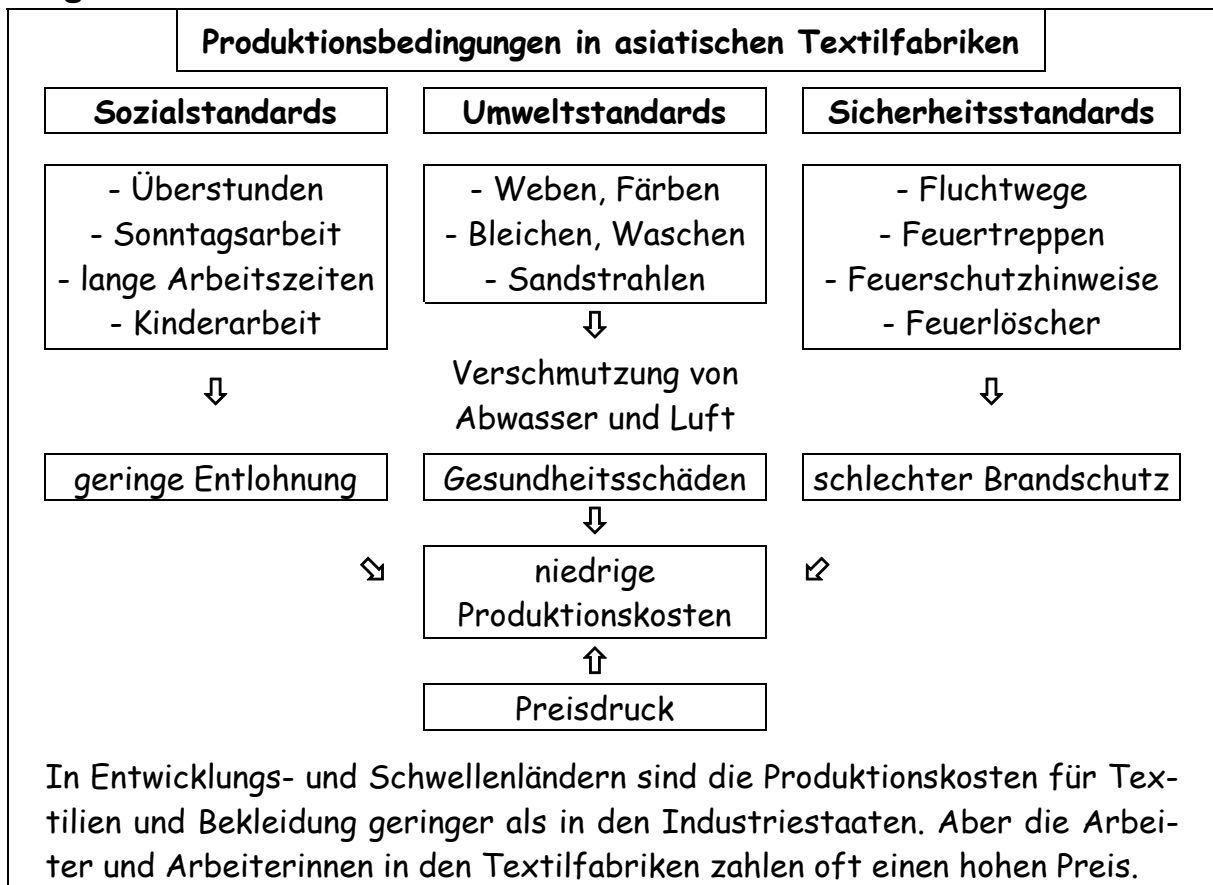 Produktionsbedingungen in asiatischen Textilfabriken
Sozialstandards
Umweltstandards
Sicherheitsstandards
- Überstunden
- Sonntagsarbeit
- lange Arbeitszeiten
- Kinderarbeit
- Weben, Färben
- Bleichen, Waschen
- Sandstrahlen
- Fluchtwege
- Feuertreppen
- Feuerschutzhinweise
- Feuerlöscher
Verschmutzung von
Abwasser und Luft
geringe Entlohnung
Gesundheitsschäden
schlechter Brandschutz
niedrige
Produktionskosten
Preisdruck
In Entwicklungs- und Schwellenländern sind die Produktionskosten für Tex-
tilien und Bekleidung geringer als in den Industriestaaten. Aber die Arbei-
ter und Arbeiterinnen in den Textilfabriken zahlen oft einen hohen Preis.